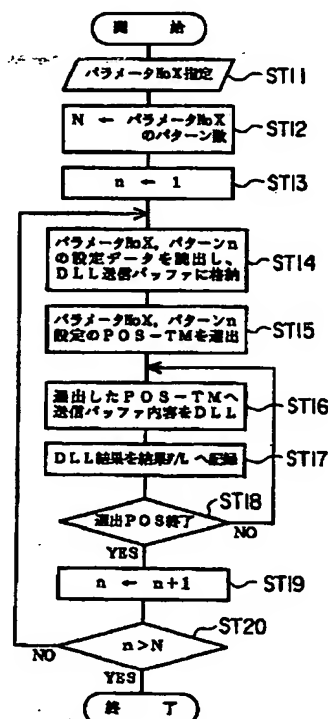 開 始
パラメータNoX指定
ST11
N ← パラメータNoX
のパターン数
ST12
n ← 1
ST13
パラメータNoX, パターンn
の設定データを読出し、
DLL送信バッファに格納
ST14
パラメータNoX, パターンn
設定のPOS-TMを選出
ST15
選出したPOS-TMへ
送信バッファ内容をDLL
ST16
DLL結果を結果F/Lへ記録
ST17
選出POS終了
ST18
NO
YES
n ← n+1
ST19
n>N
ST20
NO
YES
終 了